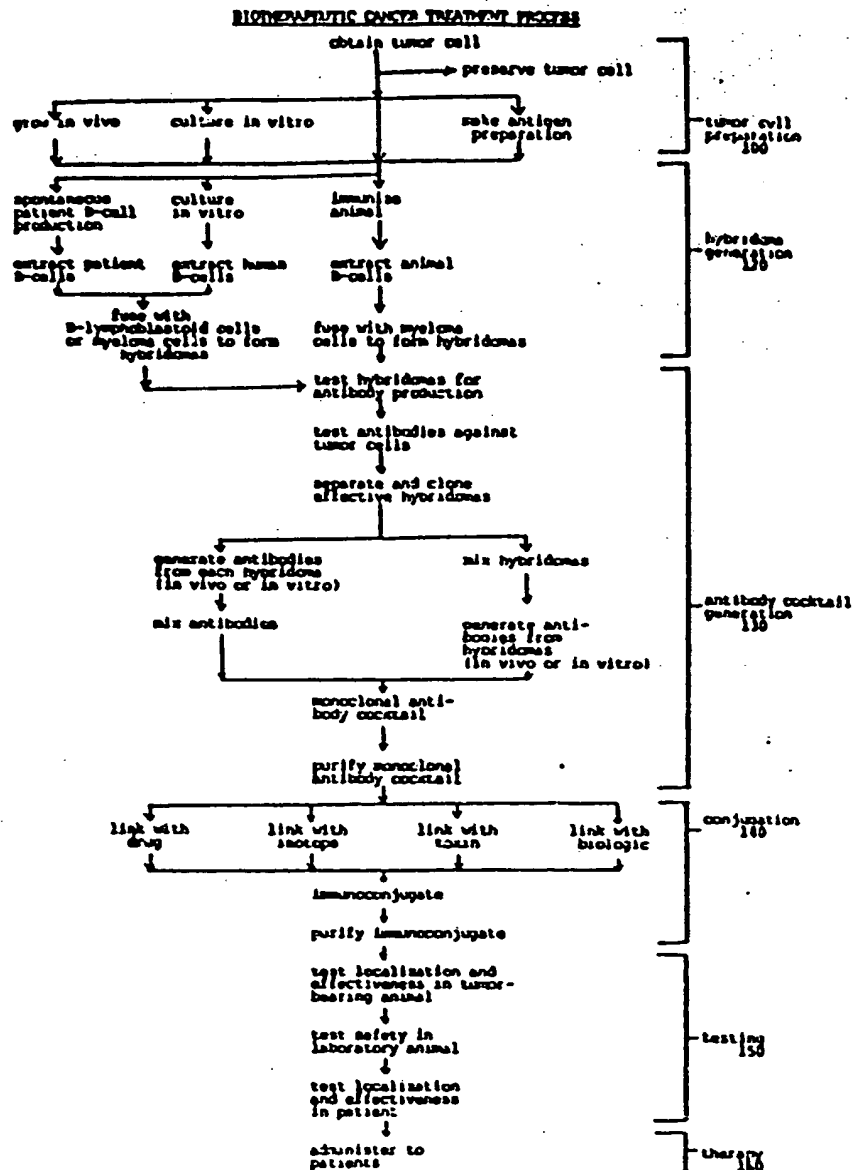 BIOTHERAPEUTIC CANCER TREATMENT PROCESS
obtain tumor cell
preserve tumor cell
grow in vivo
culture in vitro
make antigen
preparation
tumor cell
preparation
100
spontaneous
patient B-cell
production
culture
in vitro
immunize
animal
hybridoma
generation
120
extract patient
B-cells
extract human
B-cells
extract animal
B-cells
fuse with
B-lymphoblastoid cells
or myeloma cells to form
hybridomas
fuse with myeloma
cells to form hybridomas
test hybridomas for
antibody production
test antibodies against
tumor cells
separate and clone
effective hybridomas
generate antibodies
from each hybridoma
(in vivo or in vitro)
mix hybridomas
antibody cocktail
generation
130
mix antibodies
generate anti-
bodies from
hybridomas
(in vivo or in vitro)
monoclonal anti-
body cocktail
purify monoclonal
antibody cocktail
link with
drug
link with
isotope
link with
toxin
link with
biologic
conjugation
140
immunoconjugate
purify immunoconjugate
test localization and
effectiveness in tumor-
bearing animal
test safety in
laboratory animal
testing
150
test localization
and effectiveness
in patient
administer to
patients
therapy
160